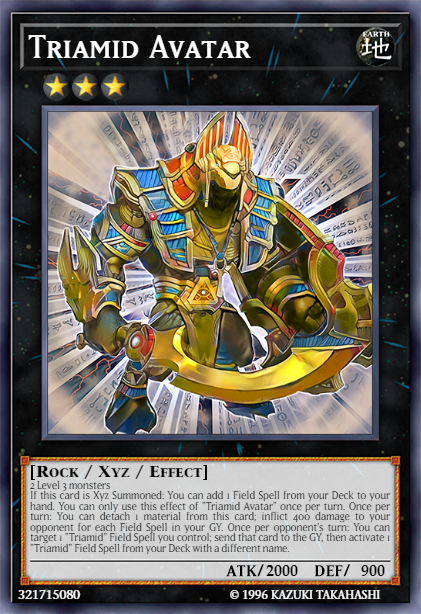 TRIAMID AVATAR
EARTH
地
[ROCK / XYZ / EFFECT]
2 Level 3 monsters
If this card is Xyz Summoned: You can add 1 Field Spell from your Deck to your
hand. You can only use this effect of "Triamid Avatar" once per turn. Once per
turn: You can detach 1 material from this card; inflict 400 damage to your
opponent for each Field Spell in your GY. Once per opponent's turn: You can
target 1 "Triamid" Field Spell you control; send that card to the GY, then activate 1
"Triamid" Field Spell from your Deck with a different name.
ATK/2000 DEF/ 900
321715080
© 1996 KAZUKI TAKAHASHI